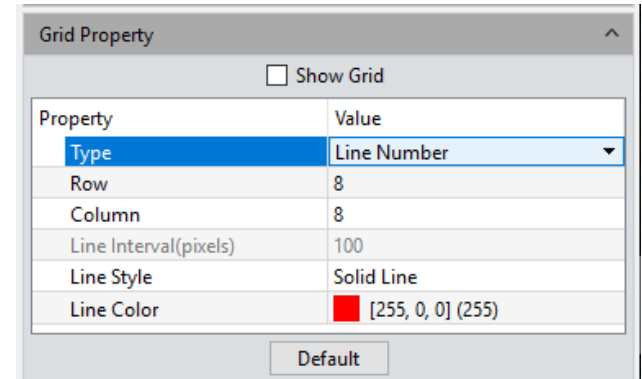 Grid Property
Show Grid
Property Value
Type Line Number
Row 8
Column 8
Line Interval(pixels) 100
Line Style Solid Line
Line Color [255, 0, 0] (255)
Default